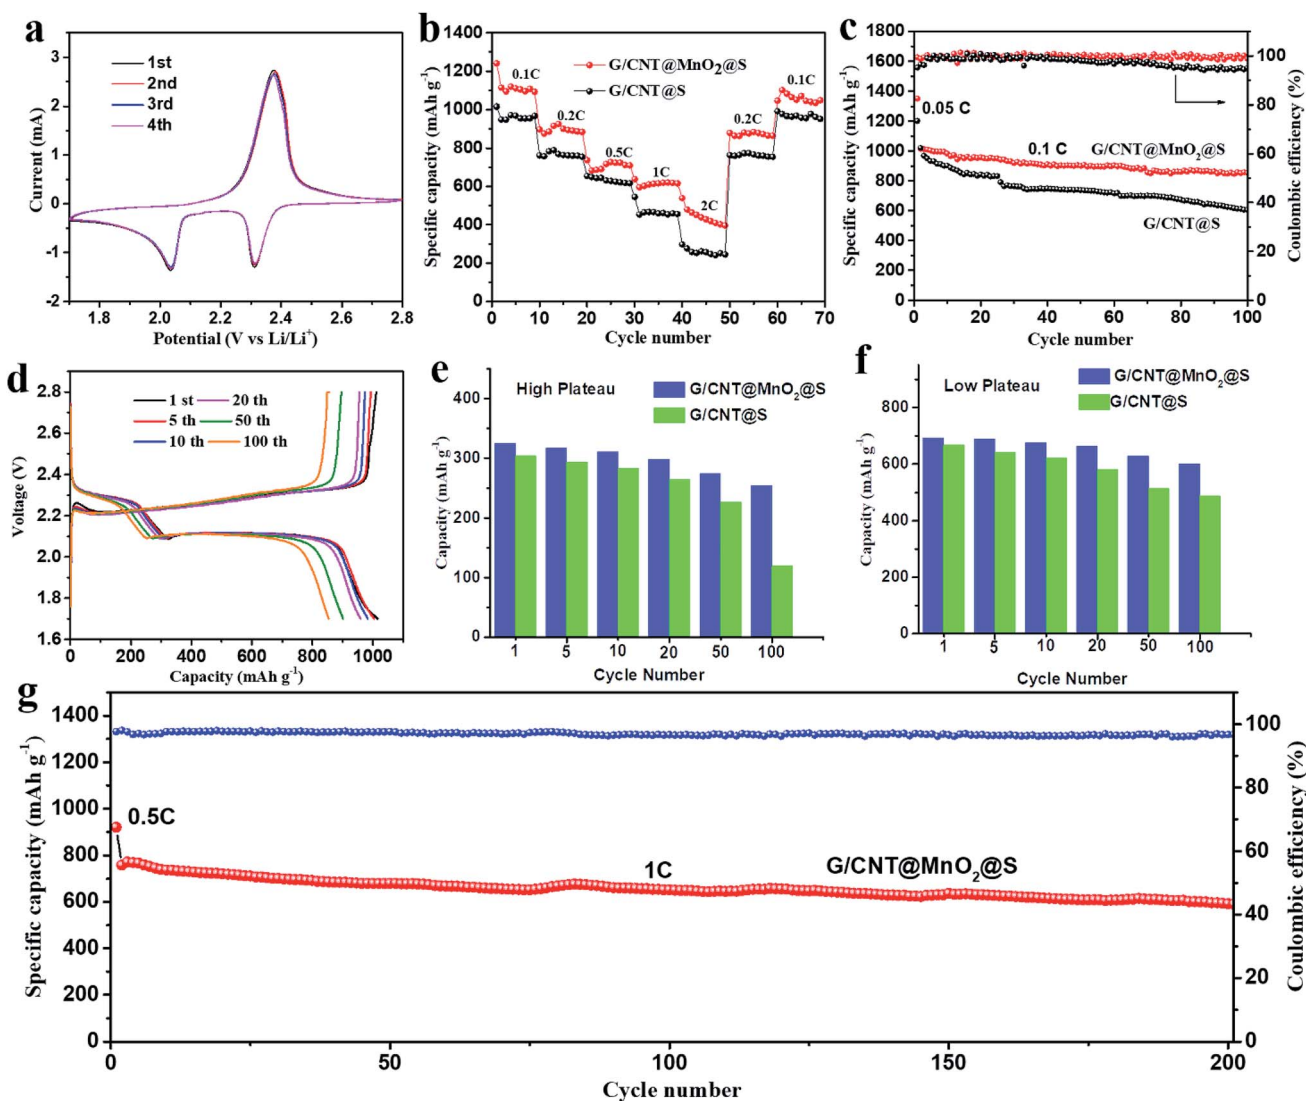 a
1st
2nd
3rd
4th
Current (mA)
3
2
1
0
-1
-2
1.8 2.0 2.2 2.4 2.6 2.8
Potential (V vs Li/Li⁺)
b
G/CNT@MnO₂@S
G/CNT@S
0.1C
0.2C
0.5C
1C
2C
0.2C
0.1C
Specific capacity (mAh g⁻¹)
1400
1200
1000
800
600
400
200
0
0 10 20 30 40 50 60 70
Cycle number
c
0.05 C
0.1 C
G/CNT@MnO₂@S
G/CNT@S
Specific capacity (mAh g⁻¹)
1800
1600
1400
1200
1000
800
600
400
200
0
Coulombic efficiency (%)
100
80
60
40
20
0
0 20 40 60 80 100
Cycle number
d
1 st
5 th
10 th
20 th
50 th
100 th
Voltage (V)
2.8
2.6
2.4
2.2
2.0
1.8
1.6
0 200 400 600 800 1000
Capacity (mAh g⁻¹)
e
High Plateau
G/CNT@MnO₂@S
G/CNT@S
Capacity (mAh g⁻¹)
400
300
200
100
0
1 5 10 20 50 100
Cycle Number
f
Low Plateau
G/CNT@MnO₂@S
G/CNT@S
Capacity (mAh g⁻¹)
800
600
400
200
0
1 5 10 20 50 100
Cycle Number
g
0.5C
1C
G/CNT@MnO₂@S
Specific capacity (mAh g⁻¹)
1400
1200
1000
800
600
400
200
0
Coulombic efficiency (%)
100
80
60
40
20
0
0 50 100 150 200
Cycle number